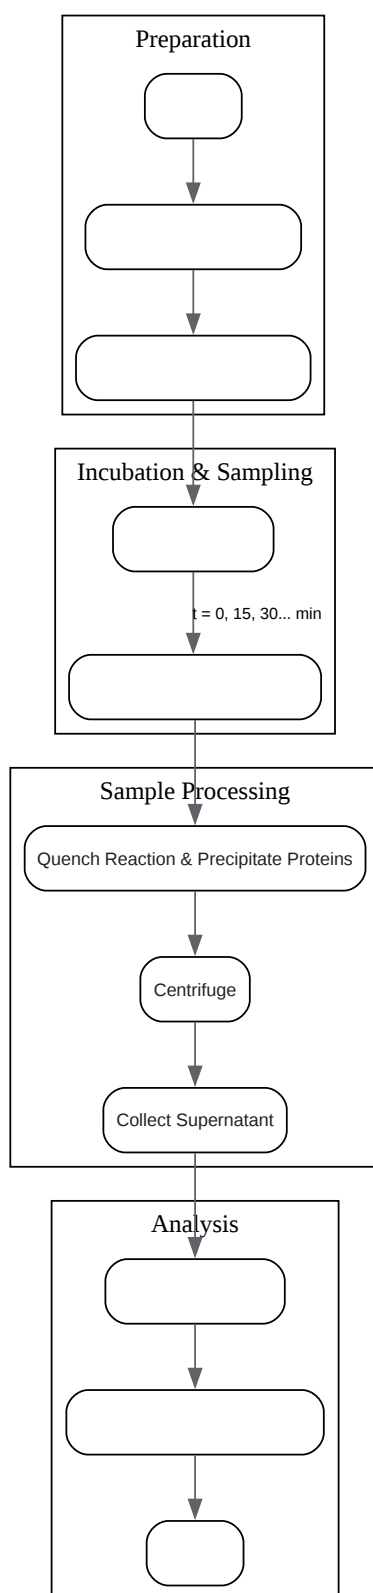 Preparation
Incubation & Sampling
t = 0, 15, 30... min
Sample Processing
Quench Reaction & Precipitate Proteins
Centrifuge
Collect Supernatant
Analysis